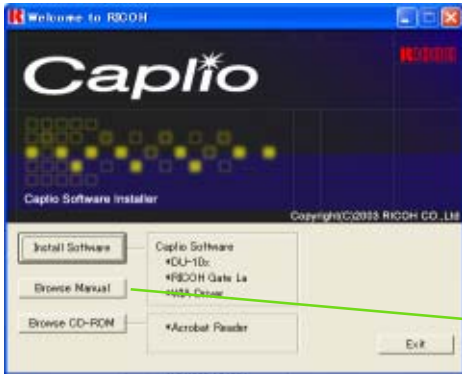 Welcome to RICOH
RICOH
Caplio
Caplio Software Installer
Copyright(C)2003 RICOH CO.,Ltd
Install Software
Caplio Software
*DU-10x
*RICOH Gate La
*WIA Driver
Browse Manual
Browse CD-ROM
*Acrobat Reader
Exit